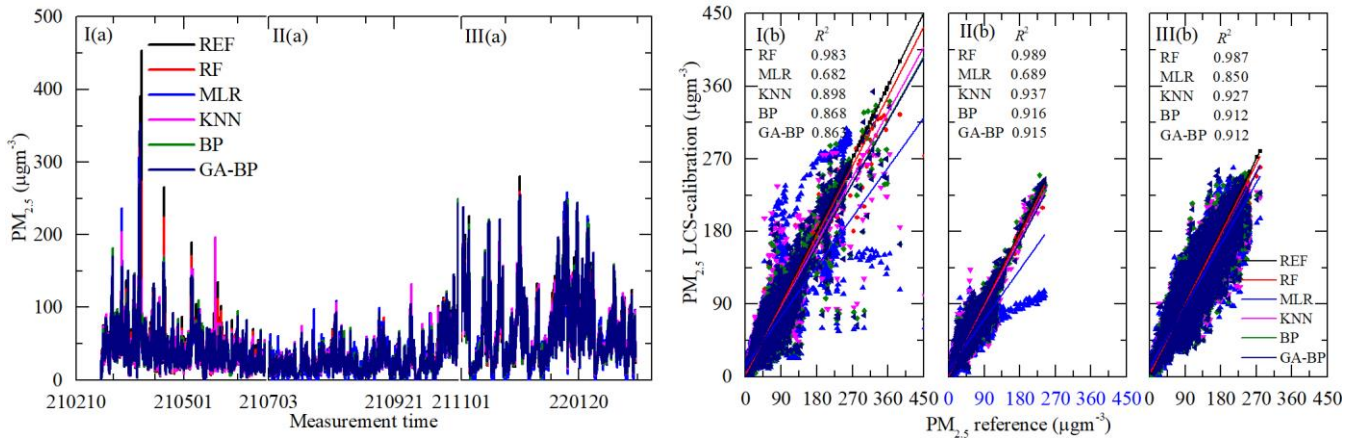 500
400
300
200
100
0
PM2.5 (μgm-3)
I(a)
II(a)
III(a)
REF
RF
MLR
KNN
BP
GA-BP
210210
210501
210703
210921
211101
220120
Measurement time
450
360
270
180
90
0
PM2.5 LCS-calibration (μgm-3)
I(b) R2
RF 0.983
MLR 0.682
KNN 0.898
BP 0.868
GA-BP 0.863
II(b) R2
RF 0.989
MLR 0.689
KNN 0.937
BP 0.916
GA-BP 0.915
III(b) R2
RF 0.987
MLR 0.850
KNN 0.927
BP 0.912
GA-BP 0.912
REF
RF
MLR
KNN
BP
GA-BP
0 90 180 270 360 450
0 90 180 270 360 450
0 90 180 270 360 450
PM2.5 reference (μgm-3)